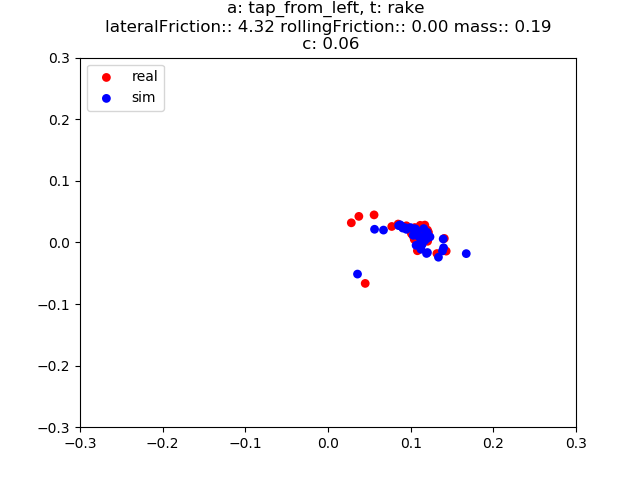 a: tap_from_left, t: rake
lateralFriction:: 4.32 rollingFriction:: 0.00 mass:: 0.19
c: 0.06
real
sim
0.3
0.2
0.1
0.0
−0.1
−0.2
−0.3
−0.3 −0.2 −0.1 0.0 0.1 0.2 0.3